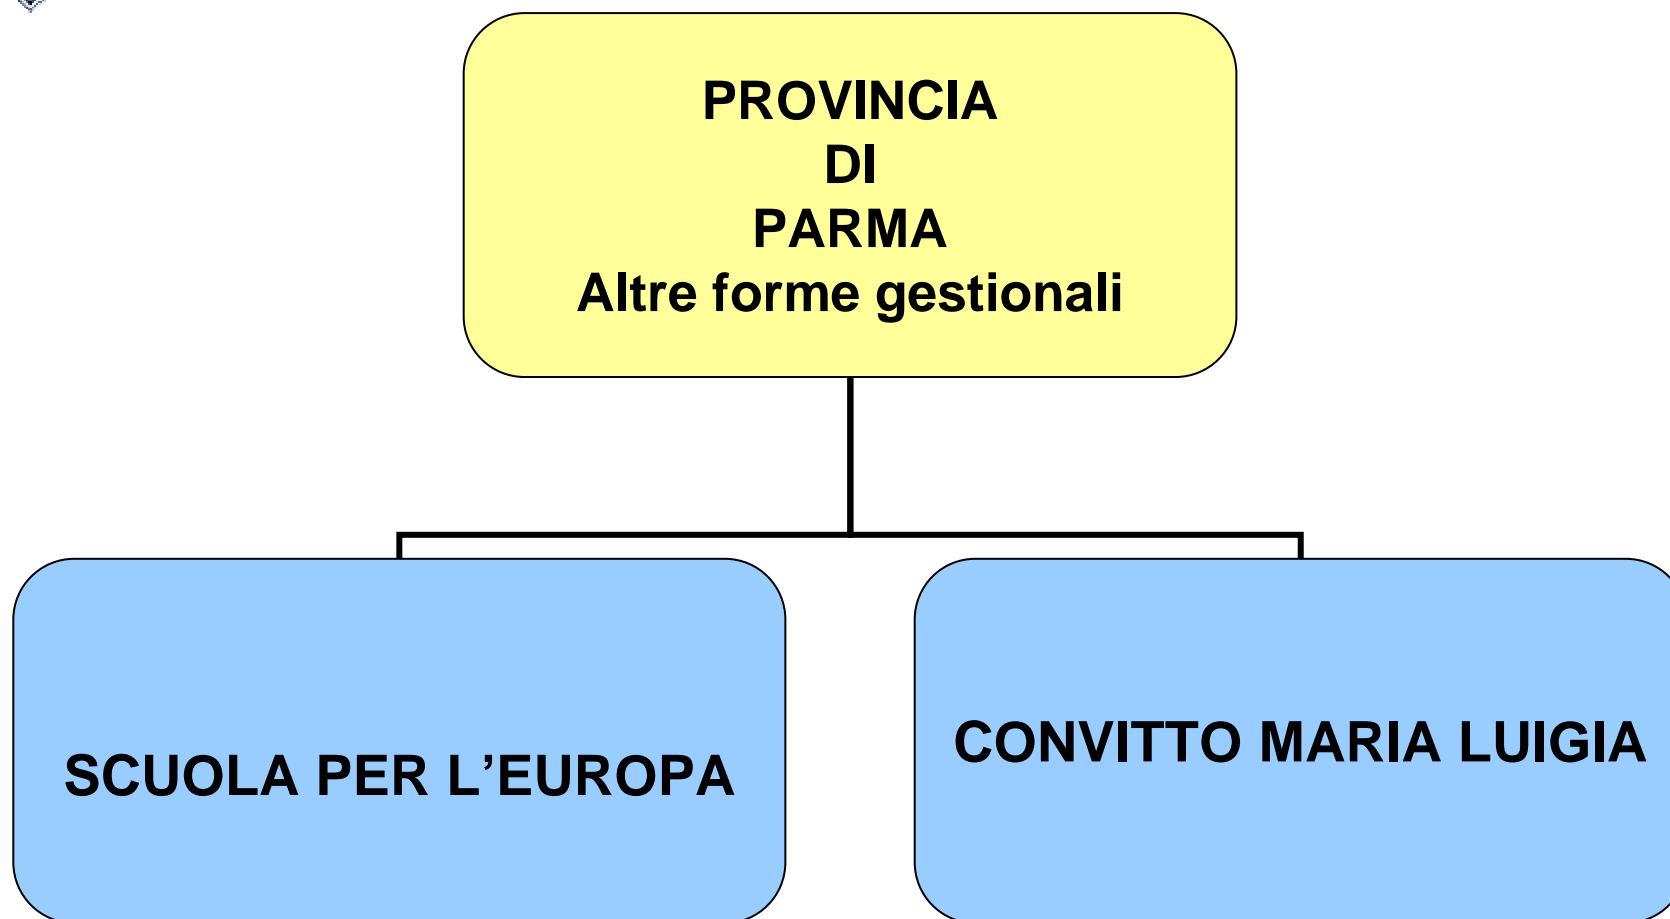 PROVINCIA
DI
PARMA
Altre forme gestionali
SCUOLA PER L’EUROPA
CONVITTO MARIA LUIGIA